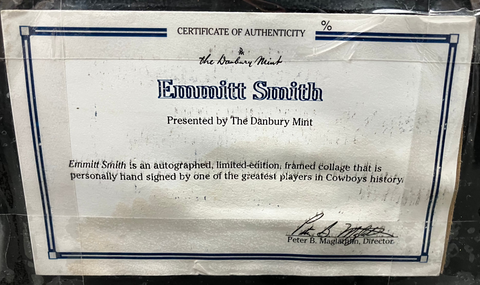 %
CERTIFICATE OF AUTHENTICITY
the Danbury Mint
Emmitt Smith
Presented by The Danbury Mint
Emmitt Smith is an autographed, limited-edition, framed collage that is
personally hand signed by one of the greatest players in Cowboys history.
Peter B. Maglathlin, Director